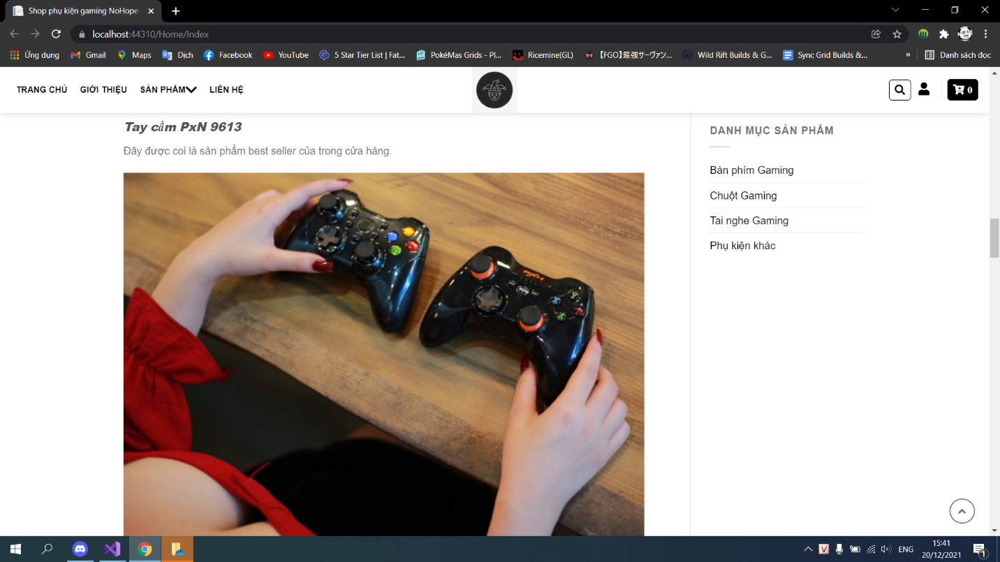 Shop phụ kiện gaming NoHope
localhost:44310/Home/Index
Ứng dụng
Gmail
Maps
Dịch
Facebook
YouTube
5 Star Tier List | Fat...
PokéMas Grids - Pl...
Ricemine(GL)
【FGO】最強サーヴァン...
Wild Rift Builds & G...
Sync Grid Builds &...
»
Danh sách đọc
TRANG CHỦ
GIỚI THIỆU
SẢN PHẨM
LIÊN HỆ
0
Tay cầm PxN 9613
Đây được coi là sản phẩm best seller của trong cửa hàng.
DANH MỤC SẢN PHẨM
Bàn phím Gaming
Chuột Gaming
Tai nghe Gaming
Phụ kiện khác
PXN
V
ENG
15:41
20/12/2021
1